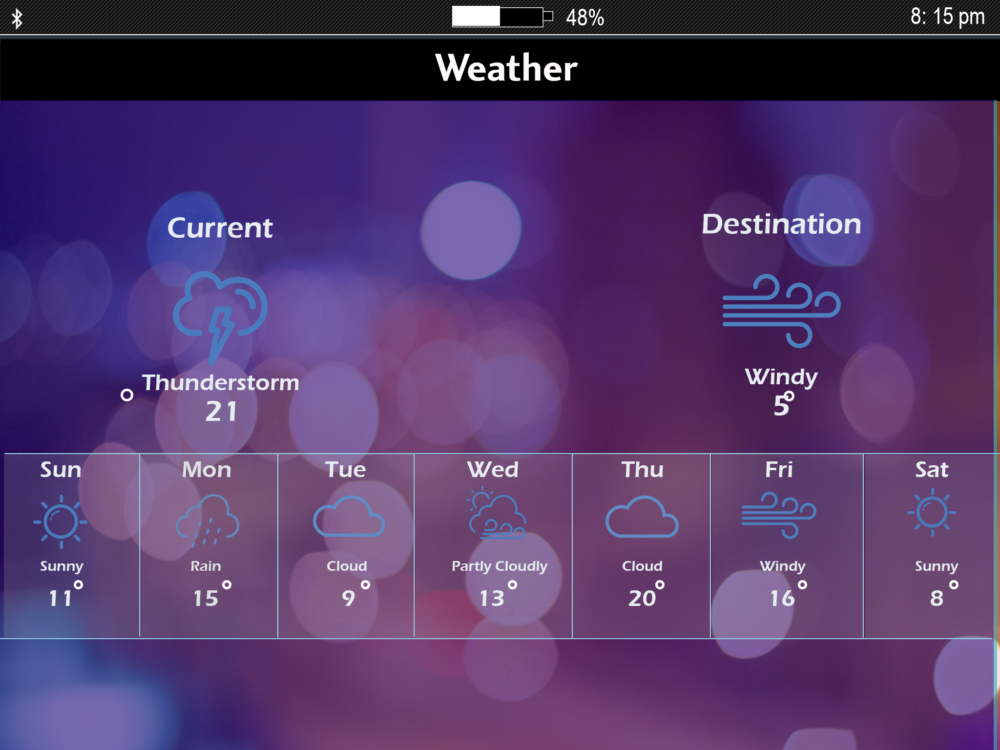 48%
8: 15 pm
Weather
Current
Thunderstorm
21
Destination
Windy
5°
Sun
Sunny
11°
Mon
Rain
15°
Tue
Cloud
9°
Wed
Partly Cloudly
13°
Thu
Cloud
20°
Fri
Windy
16°
Sat
Sunny
8°